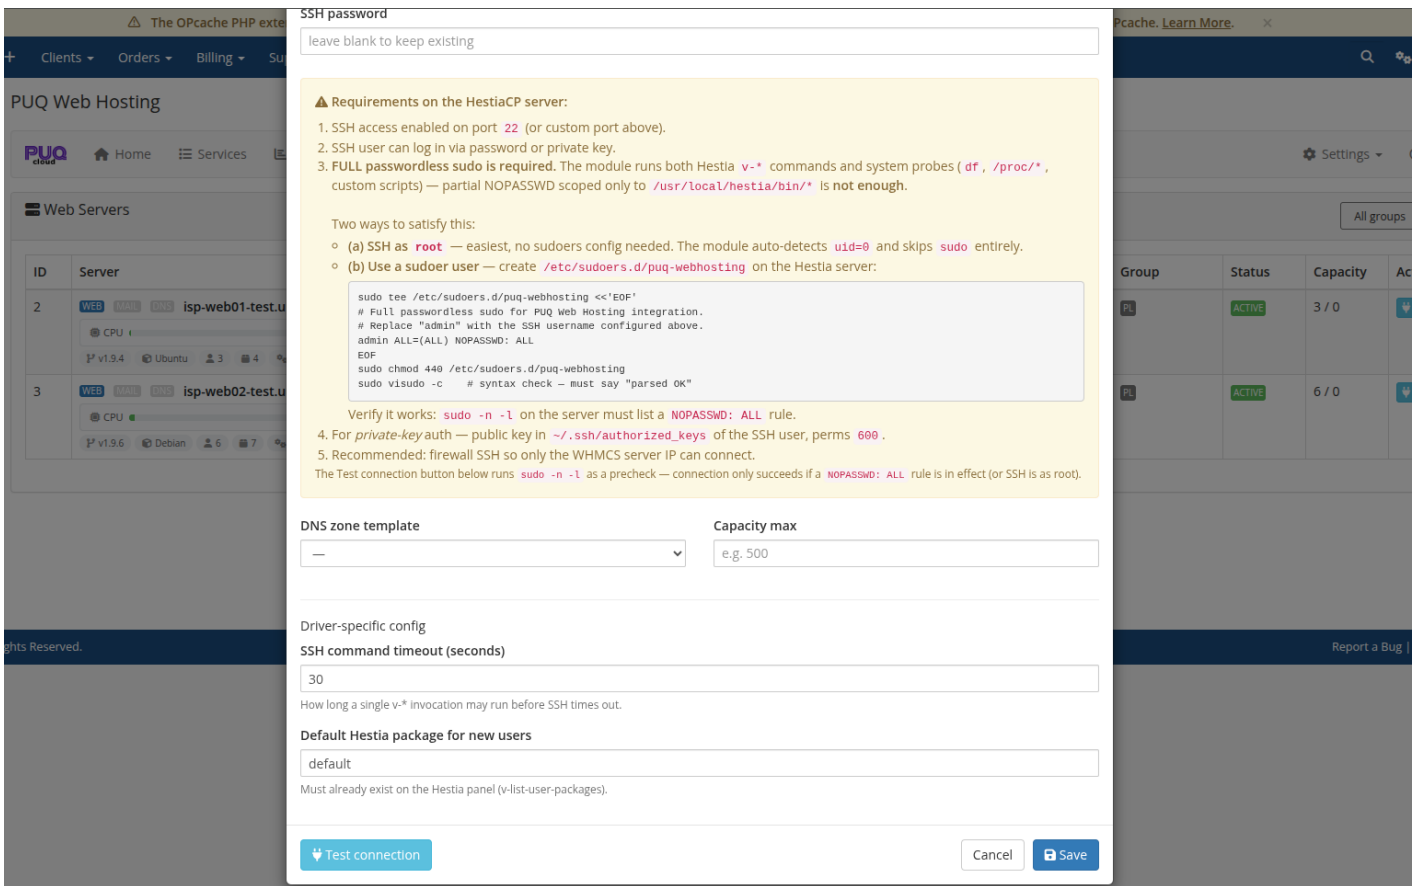 The OPcache PHP exte
Pcache. Learn More. ×
+ Clients Orders Billing Su
PUQ Web Hosting
PUQ cloud Home Services Settings
Web Servers
All groups
ID Server Group Status Capacity Ac
2 WEB MAIL DNS isp-web01-test.u PL ACTIVE 3 / 0
CPU
v1.9.4 Ubuntu 3 4
3 WEB MAIL DNS isp-web02-test.u PL ACTIVE 6 / 0
CPU
v1.9.6 Debian 6 7
ghts Reserved.
Report a Bug |
SSH password
leave blank to keep existing
Requirements on the HestiaCP server:
1. SSH access enabled on port 22 (or custom port above).
2. SSH user can log in via password or private key.
3. FULL passwordless sudo is required. The module runs both Hestia v-* commands and system probes ( df , /proc/* ,
custom scripts) — partial NOPASSWD scoped only to /usr/local/hestia/bin/* is not enough.
Two ways to satisfy this:
(a) SSH as root — easiest, no sudoers config needed. The module auto-detects uid=0 and skips sudo entirely.
(b) Use a sudoer user — create /etc/sudoers.d/puq-webhosting on the Hestia server:
sudo tee /etc/sudoers.d/puq-webhosting <<'EOF'
# Full passwordless sudo for PUQ Web Hosting integration.
# Replace "admin" with the SSH username configured above.
admin ALL=(ALL) NOPASSWD: ALL
EOF
sudo chmod 440 /etc/sudoers.d/puq-webhosting
sudo visudo -c # syntax check — must say "parsed OK"
Verify it works: sudo -n -l on the server must list a NOPASSWD: ALL rule.
4. For private-key auth — public key in ~/.ssh/authorized_keys of the SSH user, perms 600 .
5. Recommended: firewall SSH so only the WHMCS server IP can connect.
The Test connection button below runs sudo -n -l as a precheck — connection only succeeds if a NOPASSWD: ALL rule is in effect (or SSH is as root).
DNS zone template Capacity max
— e.g. 500
Driver-specific config
SSH command timeout (seconds)
30
How long a single v-* invocation may run before SSH times out.
Default Hestia package for new users
default
Must already exist on the Hestia panel (v-list-user-packages).
Test connection Cancel Save